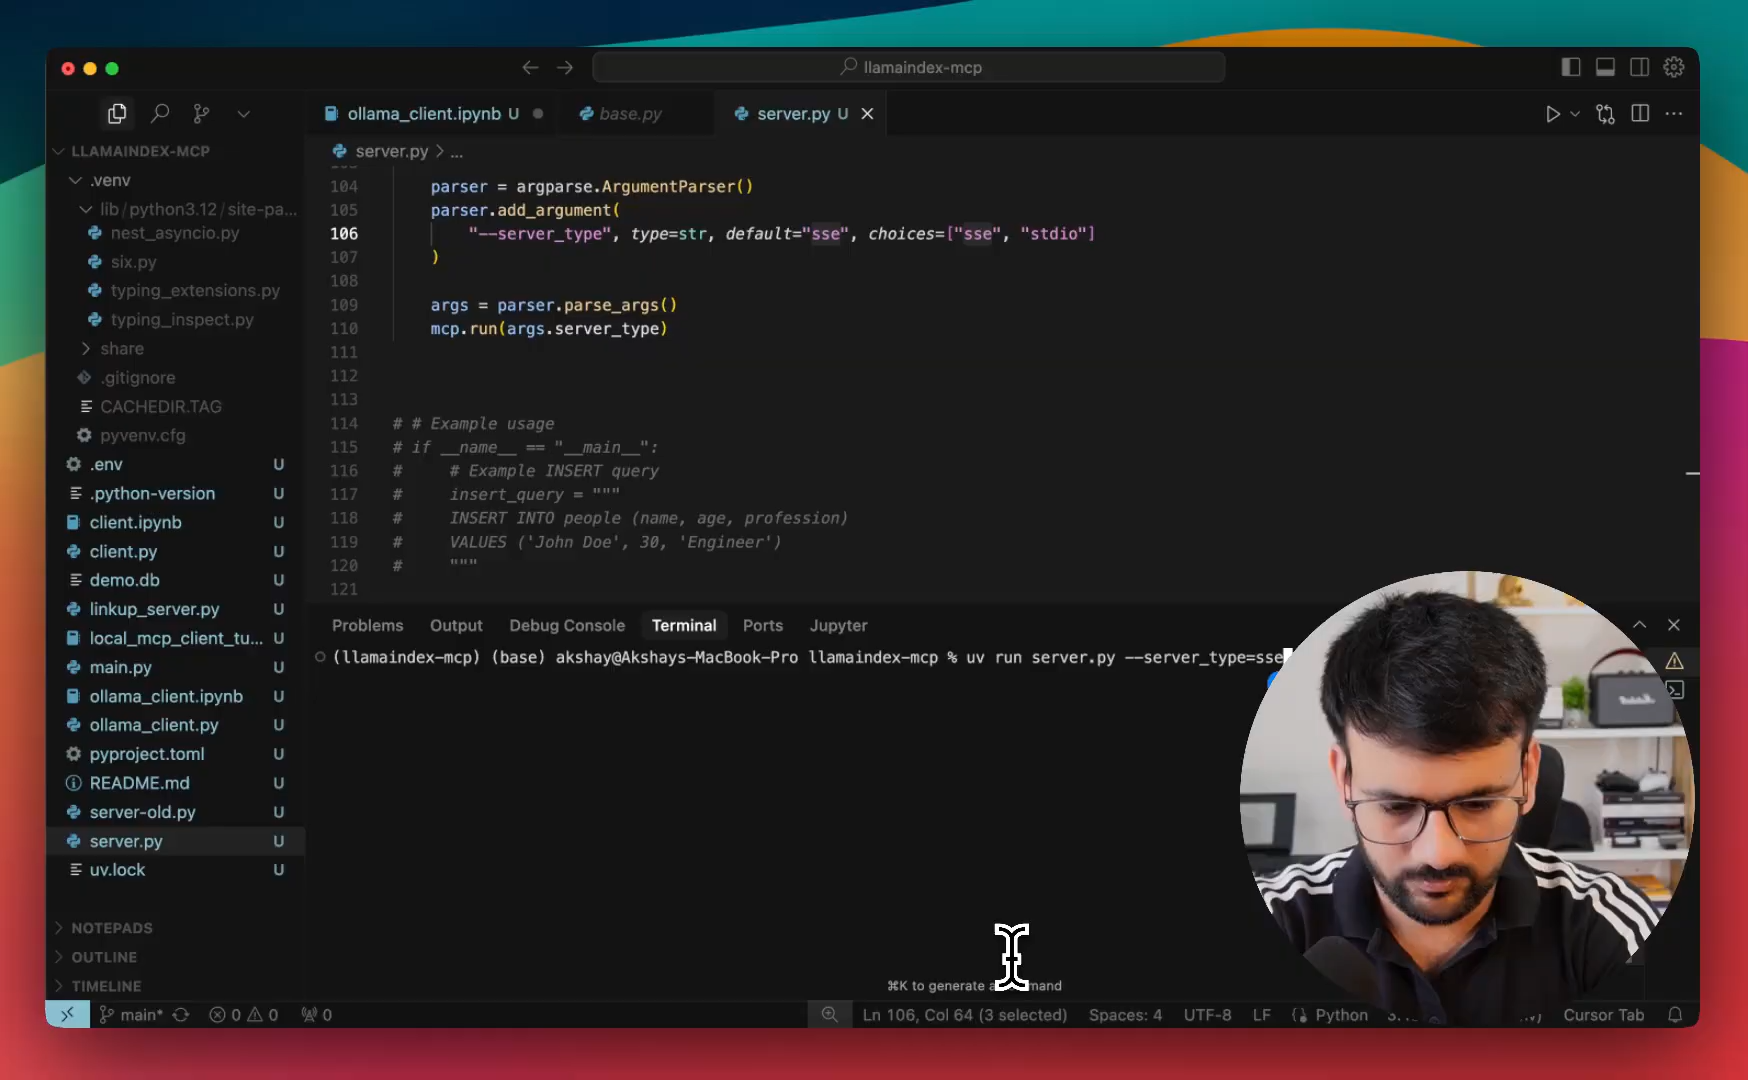 llamaindex-mcp
ollama_client.ipynb U
base.py
server.py U
LLAMAINDEX-MCP
.venv
lib/python3.12/site-pa...
nest_asyncio.py
six.py
typing_extensions.py
typing_inspect.py
share
.gitignore
CACHEDIR.TAG
pyvenv.cfg
.env U
.python-version U
client.ipynb U
client.py U
demo.db U
linkup_server.py U
local_mcp_client_tu... U
main.py U
ollama_client.ipynb U
ollama_client.py U
pyproject.toml U
README.md U
server-old.py U
server.py U
uv.lock U
NOTEPADS
OUTLINE
TIMELINE
server.py > ...
104 parser = argparse.ArgumentParser()
105 parser.add_argument(
106 "--server_type", type=str, default="sse", choices=["sse", "stdio"]
107 )
108
109 args = parser.parse_args()
110 mcp.run(args.server_type)
111
112
113
114 # # Example usage
115 # if __name__ == "__main__":
116 # # Example INSERT query
117 # insert_query = """
118 # INSERT INTO people (name, age, profession)
119 # VALUES ('John Doe', 30, 'Engineer')
120 # """
121
Problems Output Debug Console Terminal Ports Jupyter
(llamaindex-mcp) (base) akshay@Akshays-MacBook-Pro llamaindex-mcp % uv run server.py --server_type=sse
⌘K to generate a
main* 0 0 0 Ln 106, Col 64 (3 selected) Spaces: 4 UTF-8 LF Python Cursor Tab